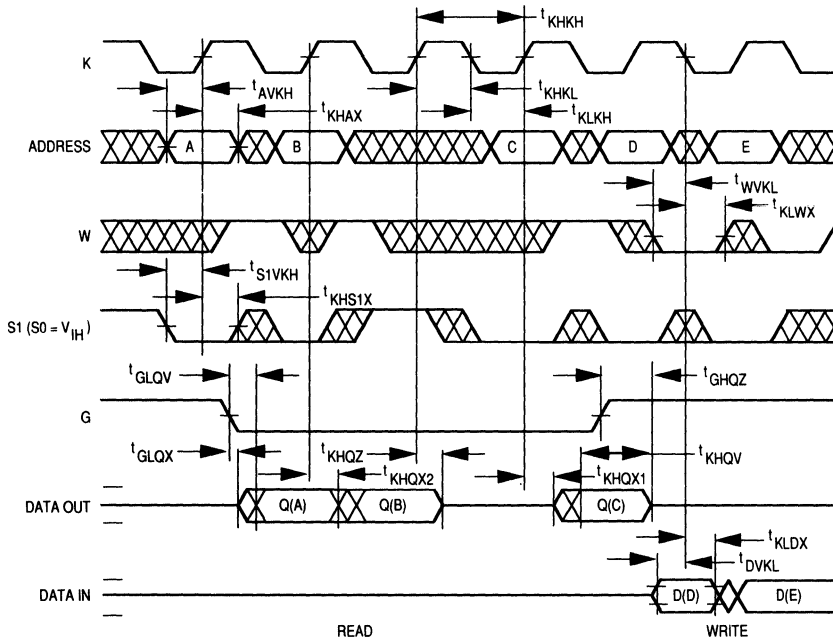 tKHKH
K
tAVKH
tKHKL
tKHAX
tKLKH
ADDRESS A B C D E
tWVKL
tKLWX
W
tS1VKH
tKHS1X
S1 (S0 = VIH)
tGLQV
tGHQZ
G
tGLQX
tKHQZ
tKHQX2
tKHQX1
tKHQV
DATA OUT Q(A) Q(B) Q(C)
tKLDX
tDVKL
DATA IN D(D) D(E)
READ WRITE